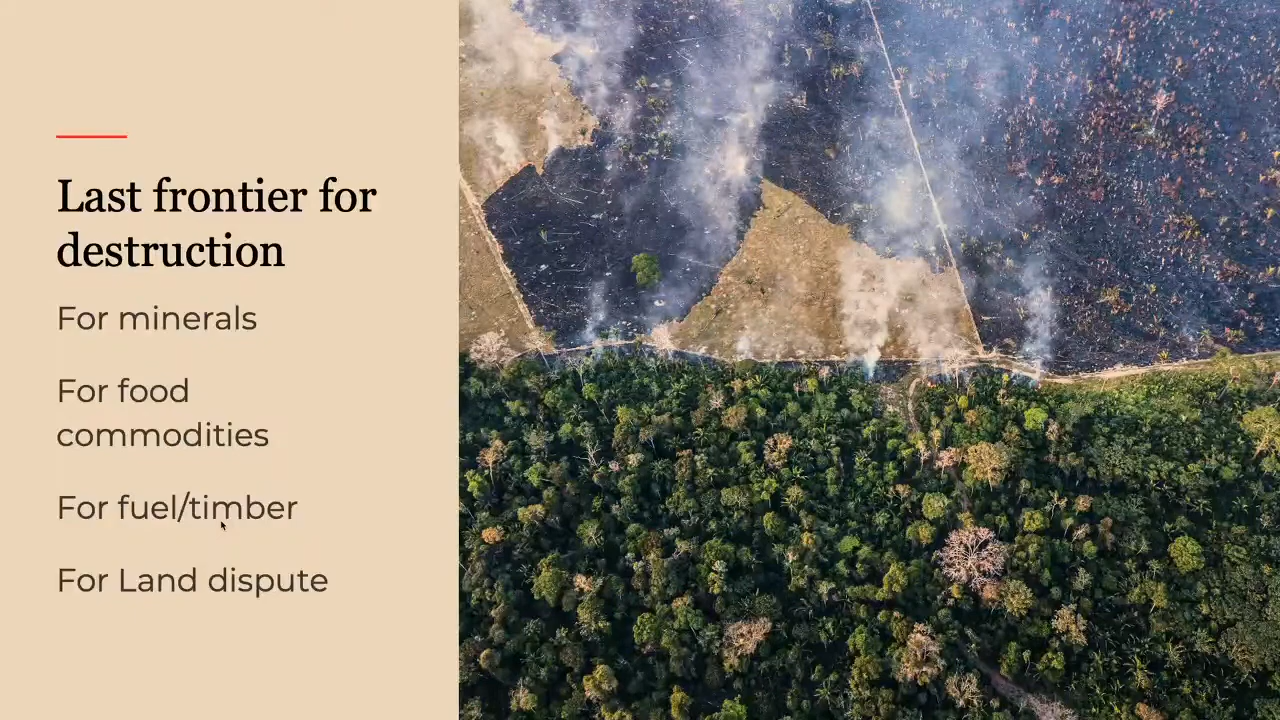 Last frontier for
destruction
For minerals
For food
commodities
For fuel/timber
For Land dispute